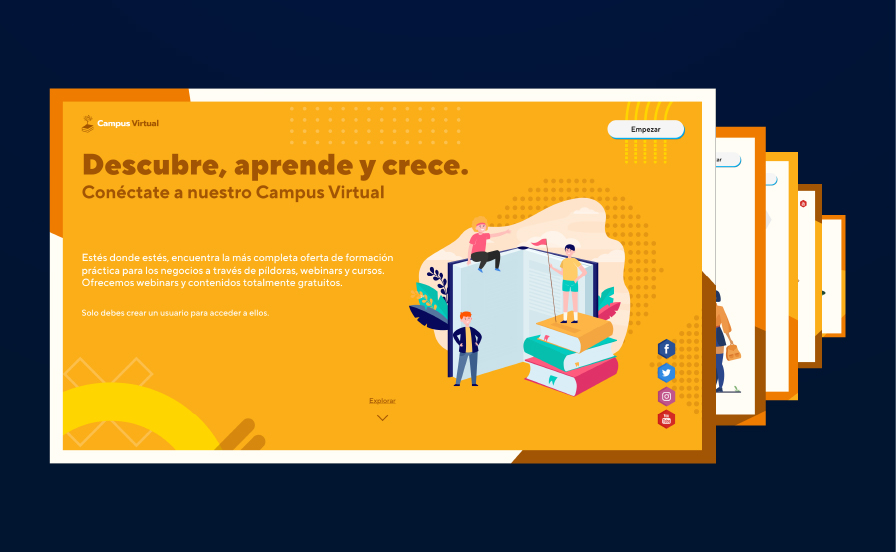 Campus Virtual
Empezar
Descubre, aprende y crece.
Conéctate a nuestro Campus Virtual
Estés donde estés, encuentra la más completa oferta de formación
práctica para los negocios a través de píldoras, webinars y cursos.
Ofrecemos webinars y contenidos totalmente gratuitos.
Solo debes crear un usuario para acceder a ellos.
Explorar
ar